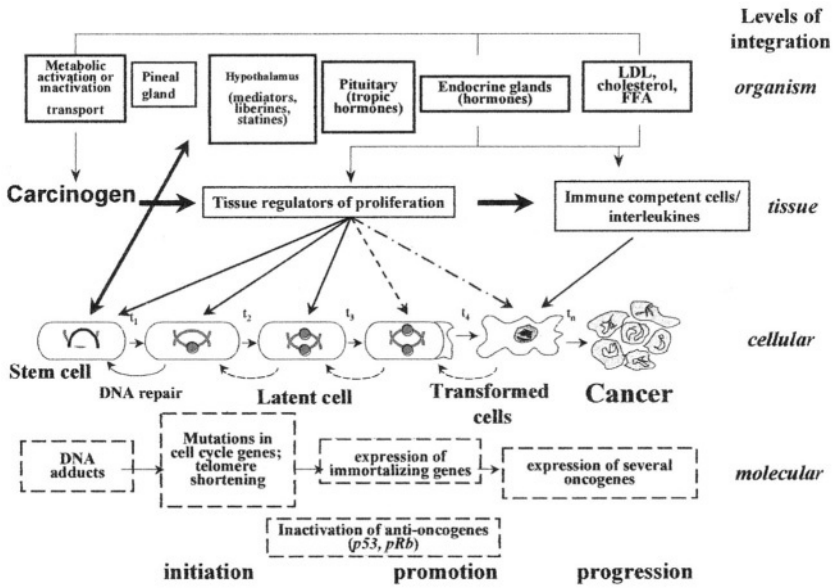 Levels of
integration
Metabolic
activation or
inactivation
transport
Pineal
gland
Hypothalamus
(mediators,
liberines,
statines)
Pituitary
(tropic
hormones)
Endocrine glands
(hormones)
LDL,
cholesterol,
FFA
organism
Carcinogen
Tissue regulators of proliferation
Immune competent cells/
interleukines
tissue
t1
t2
t3
t4
tn
cellular
Stem cell
DNA repair
Latent cell
Transformed
cells
Cancer
DNA
adducts
Mutations in
cell cycle genes;
telomere
shortening
expression of
immortalizing genes
expression of several
oncogenes
molecular
Inactivation of anti-oncogenes
(p53, pRb)
initiation
promotion
progression